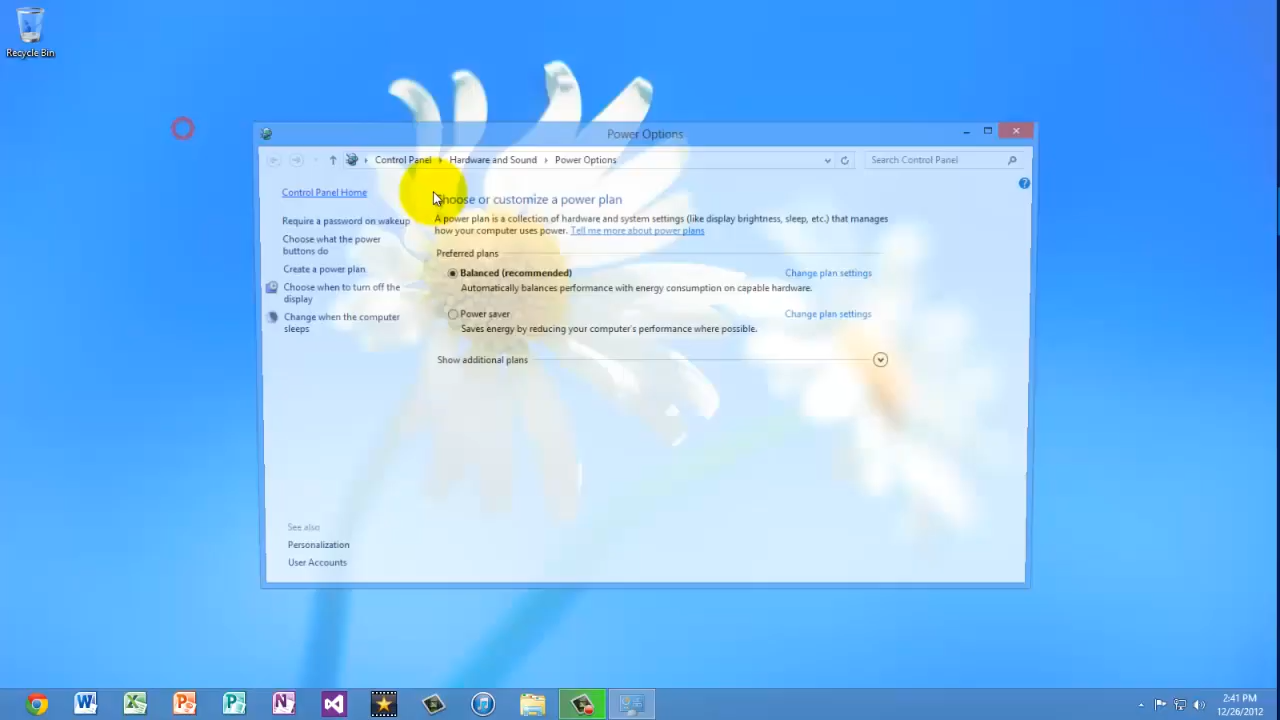 Recycle Bin
Power Options
Control Panel
Hardware and Sound
Power Options
Search Control Panel
Control Panel Home
Require a password on wakeup
Choose what the power
buttons do
Create a power plan
Choose when to turn off the
display
Change when the computer
sleeps
Choose or customize a power plan
A power plan is a collection of hardware and system settings (like display brightness, sleep, etc.) that manages
how your computer uses power. Tell me more about power plans
Preferred plans
Balanced (recommended) Change plan settings
Automatically balances performance with energy consumption on capable hardware.
Power saver Change plan settings
Saves energy by reducing your computer's performance where possible.
Show additional plans
See also
Personalization
User Accounts
2:41 PM
12/26/2012